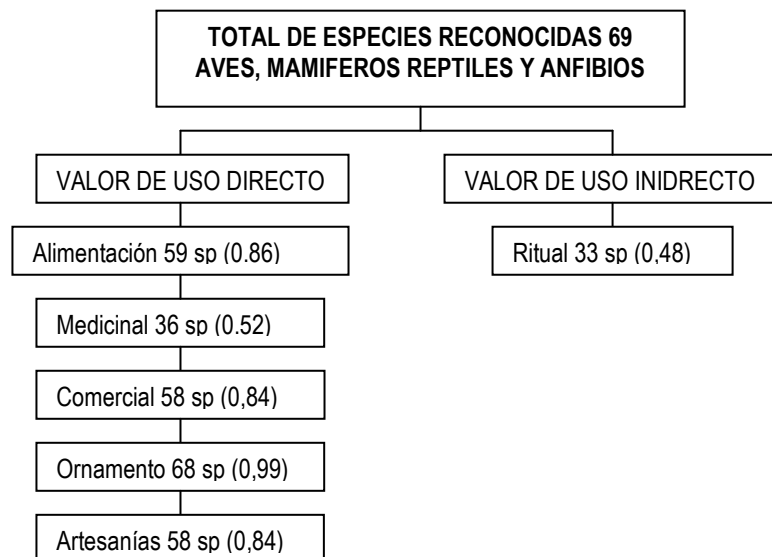 TOTAL DE ESPECIES RECONOCIDAS 69
AVES, MAMIFEROS REPTILES Y ANFIBIOS
VALOR DE USO DIRECTO
VALOR DE USO INIDRECTO
Alimentación 59 sp (0.86)
Ritual 33 sp (0,48)
Medicinal 36 sp (0.52)
Comercial 58 sp (0,84)
Ornamento 68 sp (0,99)
Artesanías 58 sp (0,84)